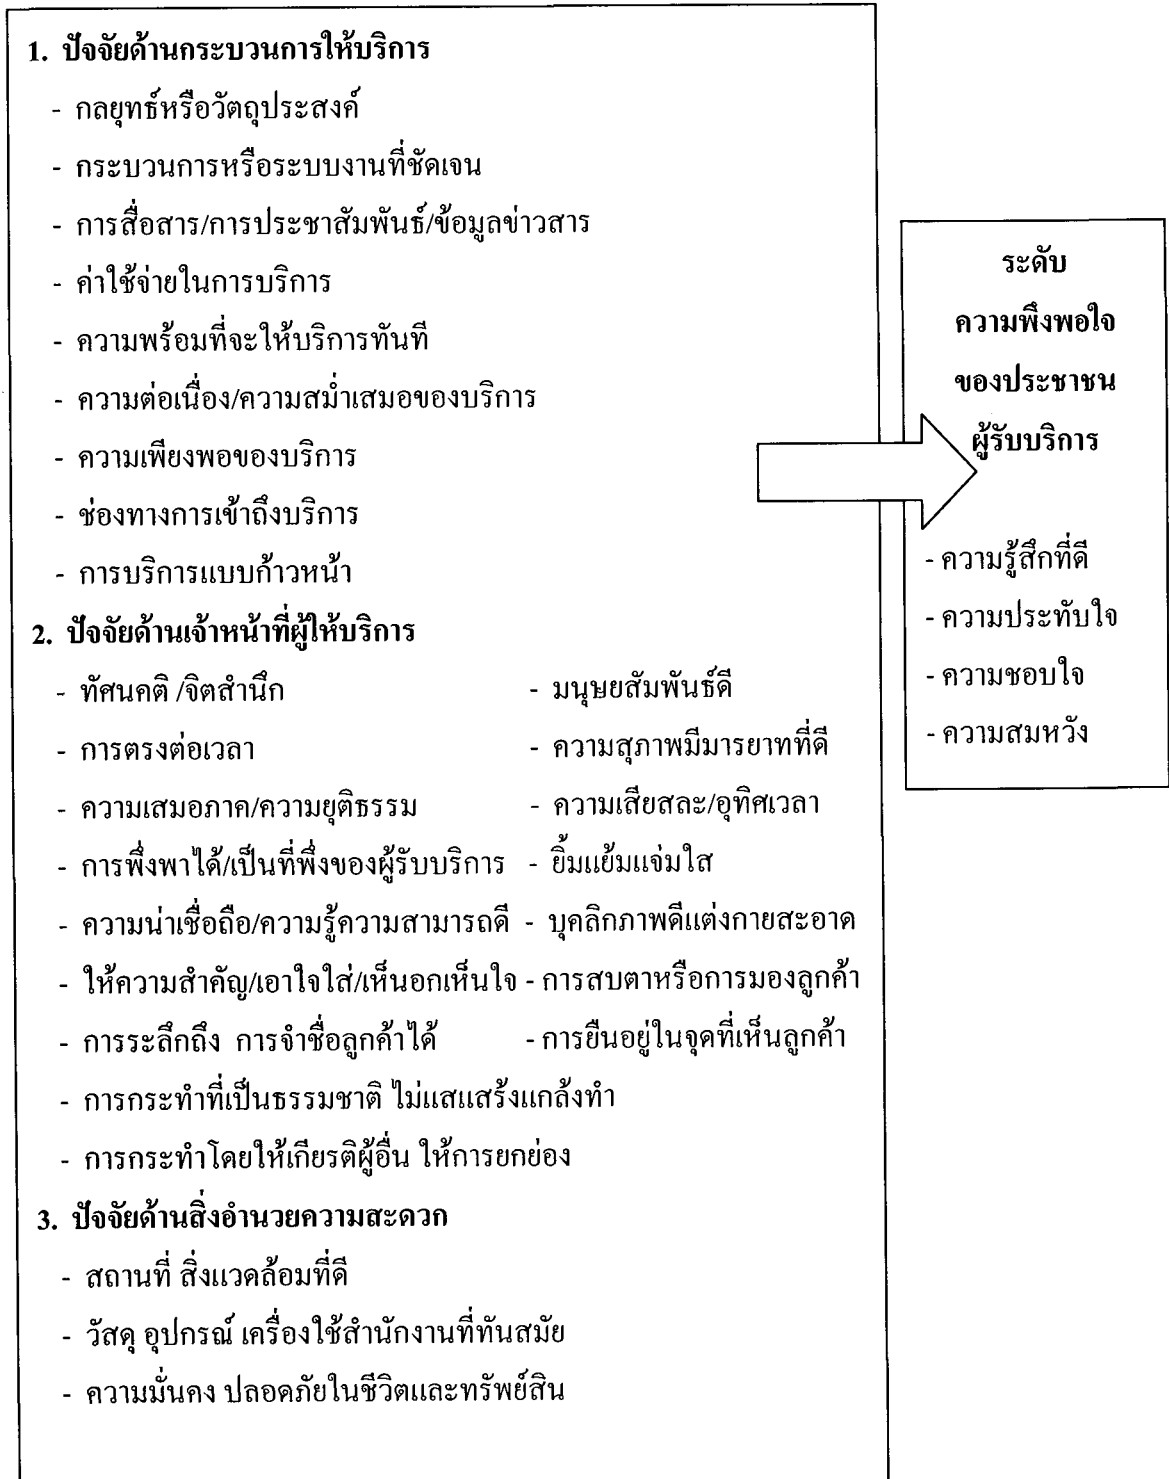 1. ปัจจัยด้านกระบวนการให้บริการ
- กลยุทธ์หรือวัตถุประสงค์
- กระบวนการหรือระบบงานที่ชัดเจน
- การสื่อสาร/การประชาสัมพันธ์/ข้อมูลข่าวสาร
- ค่าใช้จ่ายในการบริการ
- ความพร้อมที่จะให้บริการทันที
- ความต่อเนื่อง/ความสม่ำเสมอของบริการ
- ความเพียงพอของบริการ
- ช่องทางการเข้าถึงบริการ
- การบริการแบบก้าวหน้า
2. ปัจจัยด้านเจ้าหน้าที่ผู้ให้บริการ
- ทัศนคติ /จิตสำนึก - มนุษยสัมพันธ์ดี
- การตรงต่อเวลา - ความสุภาพมีมารยาทที่ดี
- ความเสมอภาค/ความยุติธรรม - ความเสียสละ/อุทิศเวลา
- การพึ่งพาได้/เป็นที่พึ่งของผู้รับบริการ - ยิ้มแย้มแจ่มใส
- ความน่าเชื่อถือ/ความรู้ความสามารถดี - บุคลิกภาพดีแต่งกายสะอาด
- ให้ความสำคัญ/เอาใจใส่/เห็นอกเห็นใจ - การสบตาหรือการมองลูกค้า
- การระลึกถึง การจำชื่อลูกค้าได้ - การยืนอยู่ในจุดที่เห็นลูกค้า
- การกระทำที่เป็นธรรมชาติ ไม่แสแสร้งแกล้งทำ
- การกระทำโดยให้เกียรติผู้อื่น ให้การยกย่อง
3. ปัจจัยด้านสิ่งอำนวยความสะดวก
- สถานที่ สิ่งแวดล้อมที่ดี
- วัสดุ อุปกรณ์ เครื่องใช้สำนักงานที่ทันสมัย
- ความมั่นคง ปลอดภัยในชีวิตและทรัพย์สิน
ระดับ
ความพึงพอใจ
ของประชาชน
ผู้รับบริการ
- ความรู้สึกที่ดี
- ความประทับใจ
- ความชอบใจ
- ความสมหวัง